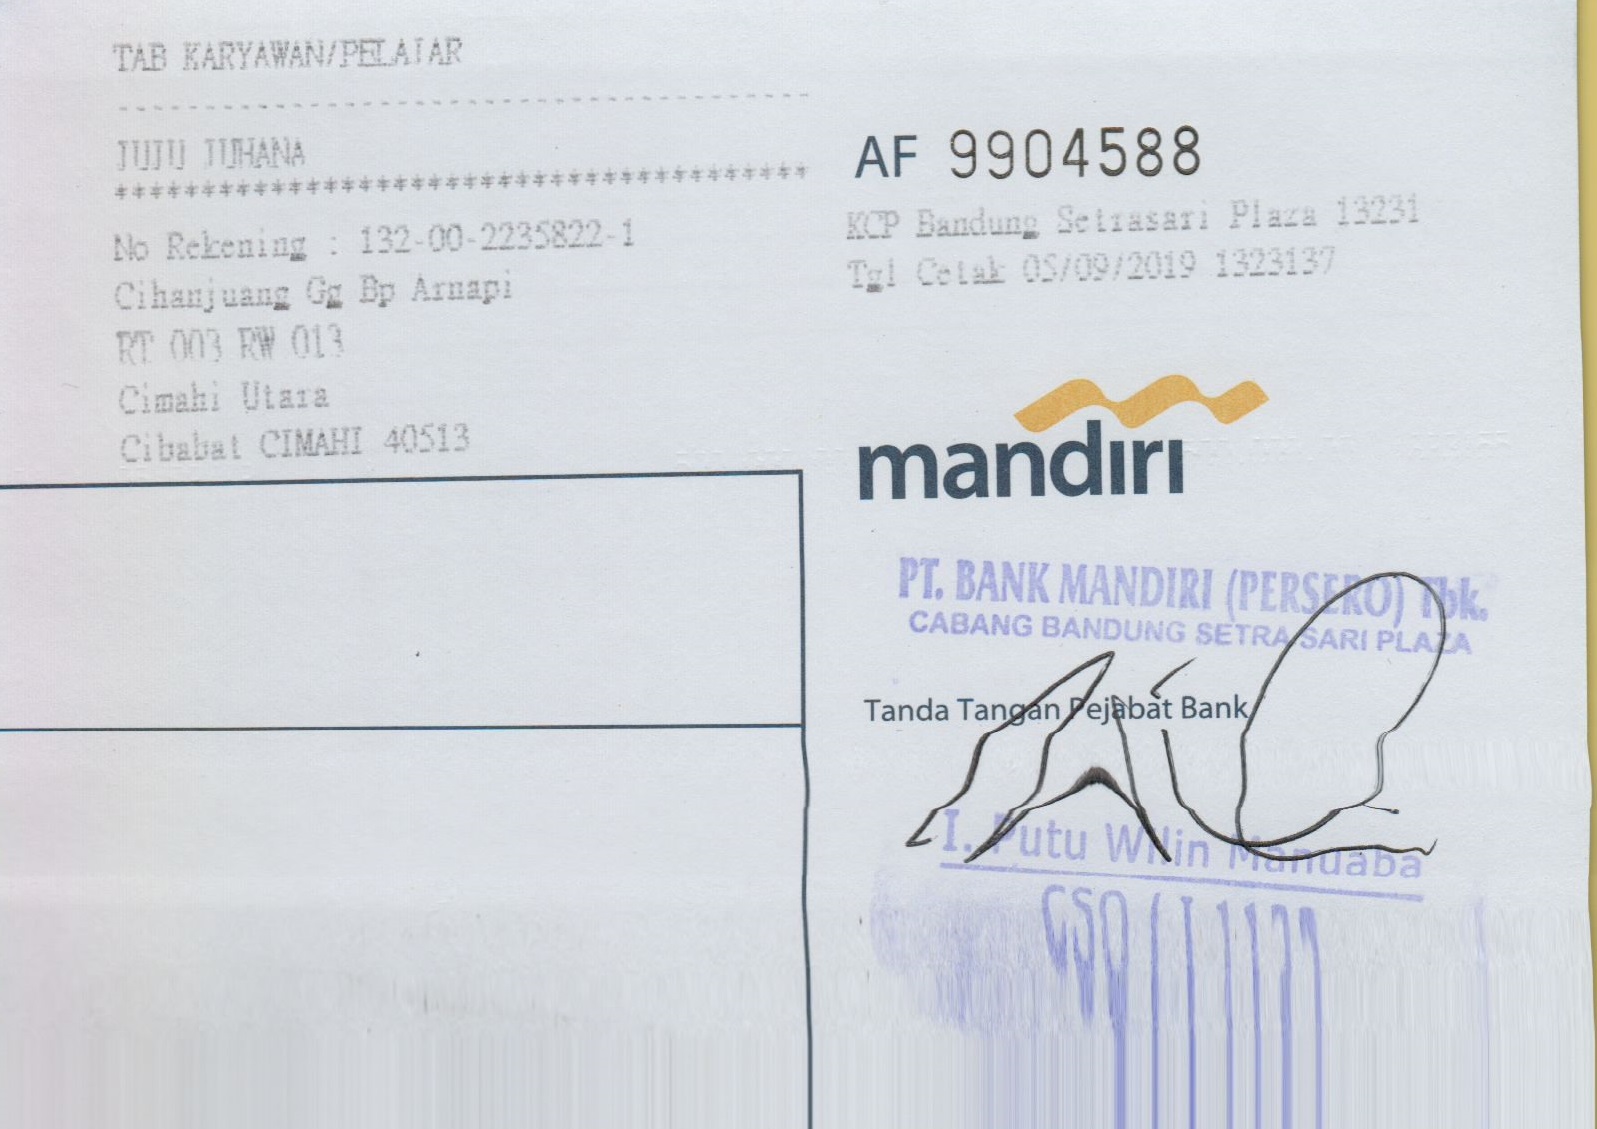 TAB KARYAWAN/PELAJAR
JUJU JUHANA
***************************************
No Rekening : 132-00-2235822-1
Cihanjuang Gg Bp Arnapi
RT 003 RW 013
Cimahi Utara
Cibabat CIMAHI 40513
AF 9904588
KCP Bandung Setrasari Plaza 13231
Tgl Cetak 05/09/2019 1323137
mandırı
PT. BANK MANDIRI (PERSERO) Tbk.
CABANG BANDUNG SETRA SARI PLAZA
Tanda Tangan Pejabat Bank
I. Putu Wilin Manuaba
CSO